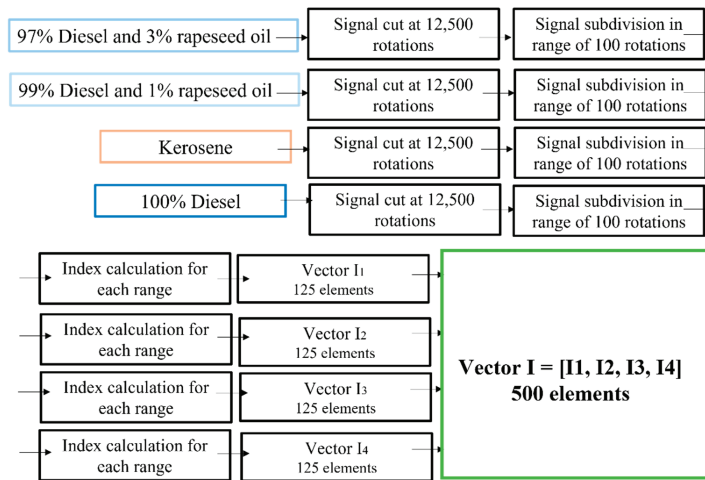 97% Diesel and 3% rapeseed oil
Signal cut at 12,500
rotations
Signal subdivision in
range of 100 rotations
99% Diesel and 1% rapeseed oil
Signal cut at 12,500
rotations
Signal subdivision in
range of 100 rotations
Kerosene
Signal cut at 12,500
rotations
Signal subdivision in
range of 100 rotations
100% Diesel
Signal cut at 12,500
rotations
Signal subdivision in
range of 100 rotations
Index calculation for
each range
Vector I1
125 elements
Index calculation for
each range
Vector I2
125 elements
Index calculation for
each range
Vector I3
125 elements
Index calculation for
each range
Vector I4
125 elements
Vector I = [I1, I2, I3, I4]
500 elements